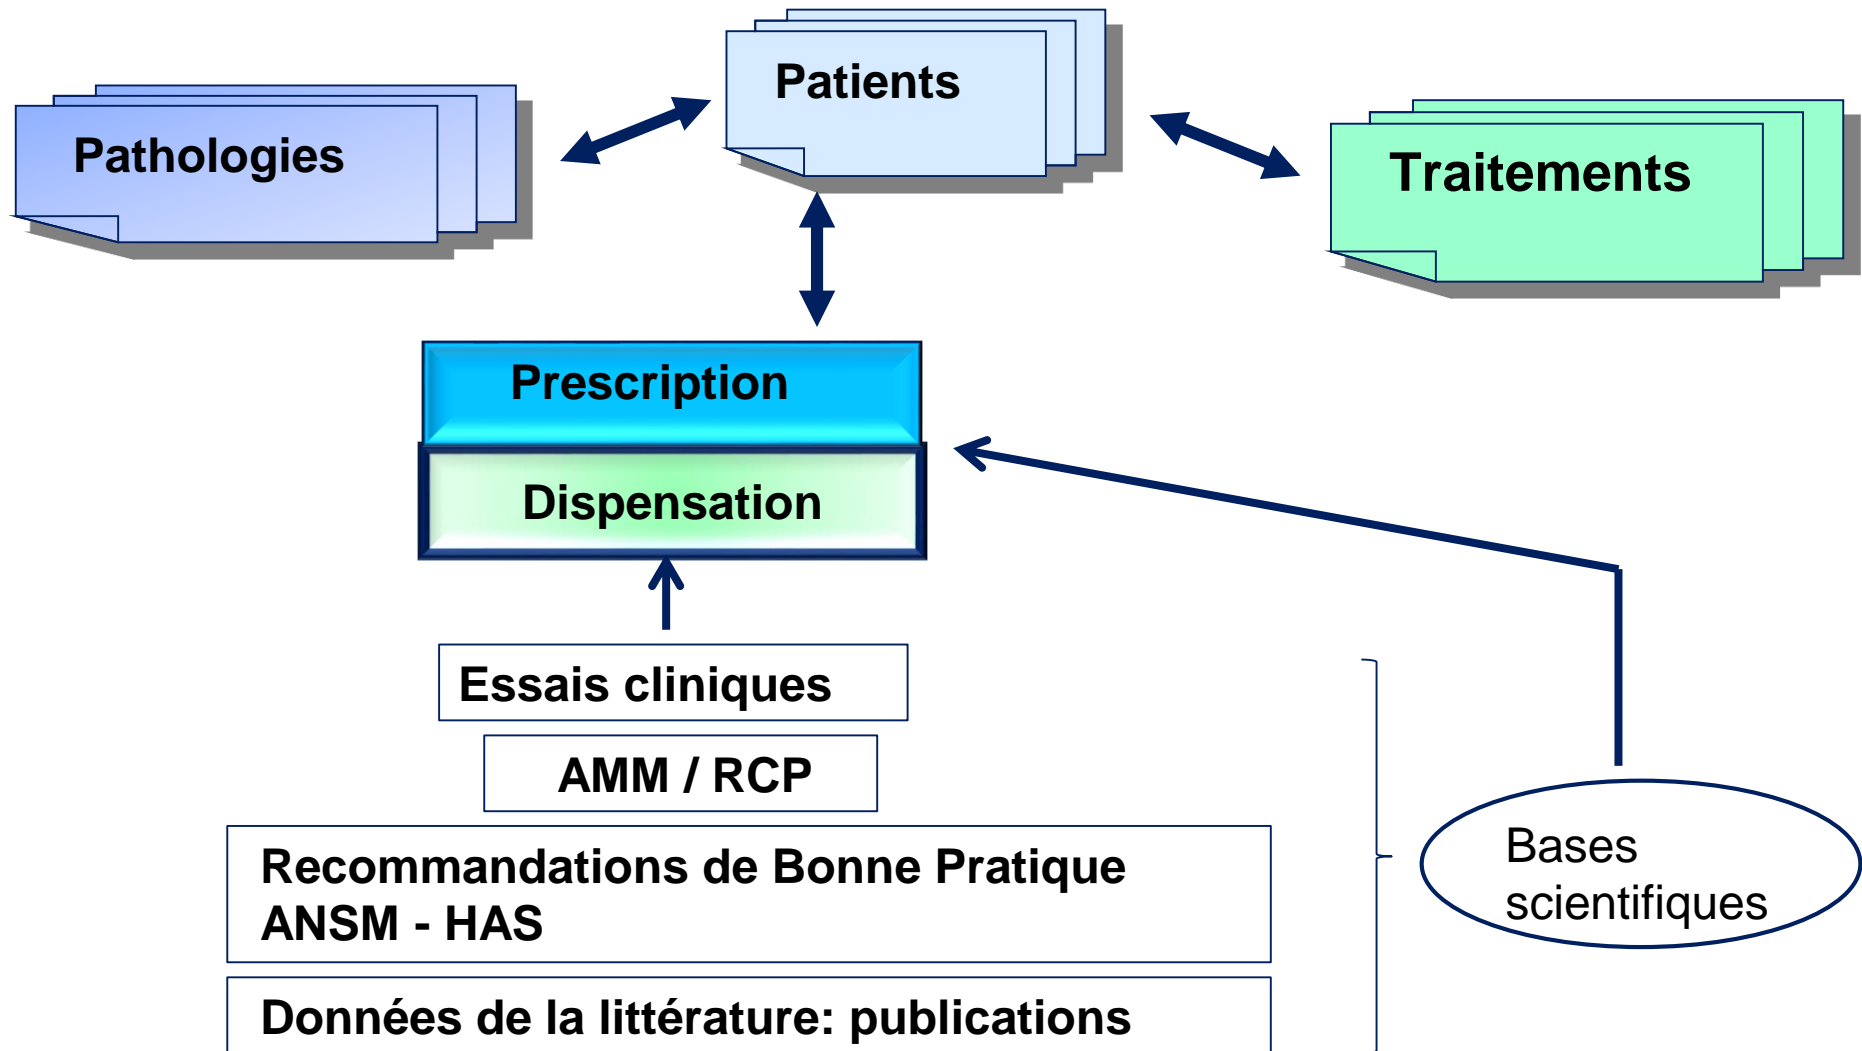 Patients
Pathologies
Traitements
Prescription
Dispensation
Essais cliniques
AMM / RCP
Recommandations de Bonne Pratique
ANSM - HAS
Données de la littérature: publications
Bases
scientifiques